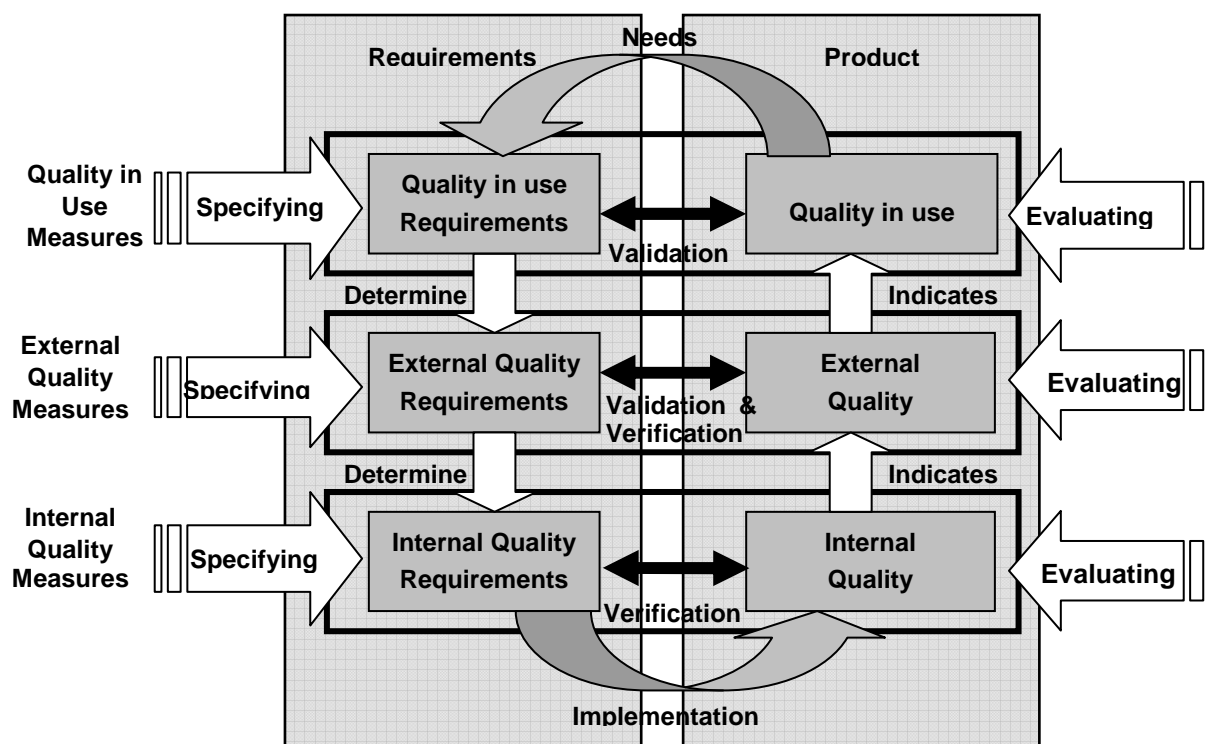 Needs
Requirements
Product
Quality in
Use
Measures
Specifying
Quality in use
Requirements
Validation
Quality in use
Evaluating
Determine
Indicates
External
Quality
Measures
Specifying
External Quality
Requirements
Validation &
Verification
External
Quality
Evaluating
Determine
Indicates
Internal
Quality
Measures
Specifying
Internal Quality
Requirements
Verification
Internal
Quality
Evaluating
Implementation